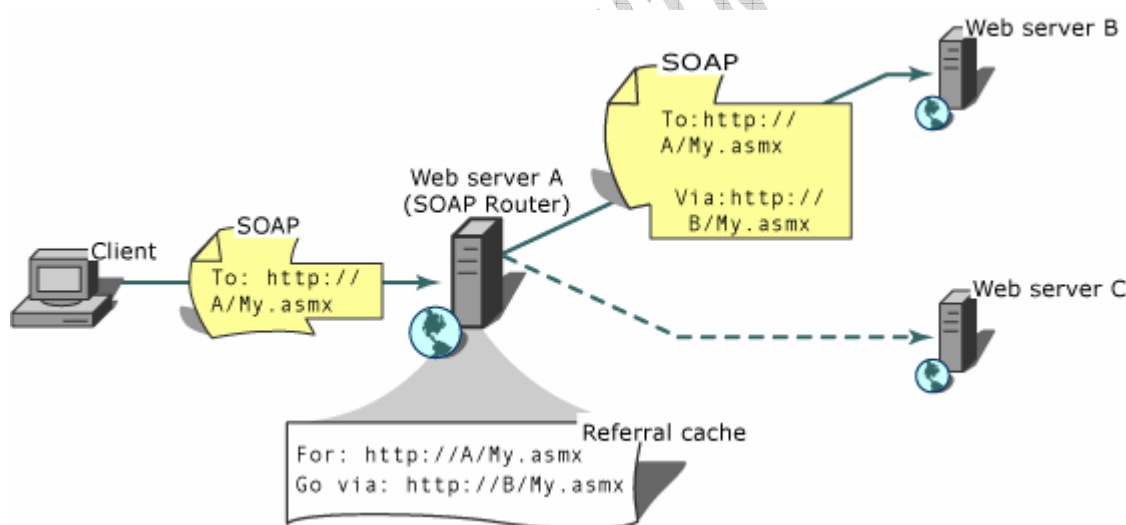 Web server B
SOAP
To:http://
A/My.asmx
Via:http://
B/My.asmx
Web server A
(SOAP Router)
SOAP
Client
To: http://
A/My.asmx
Web server C
Referral cache
For: http://A/My.asmx
Go via: http://B/My.asmx